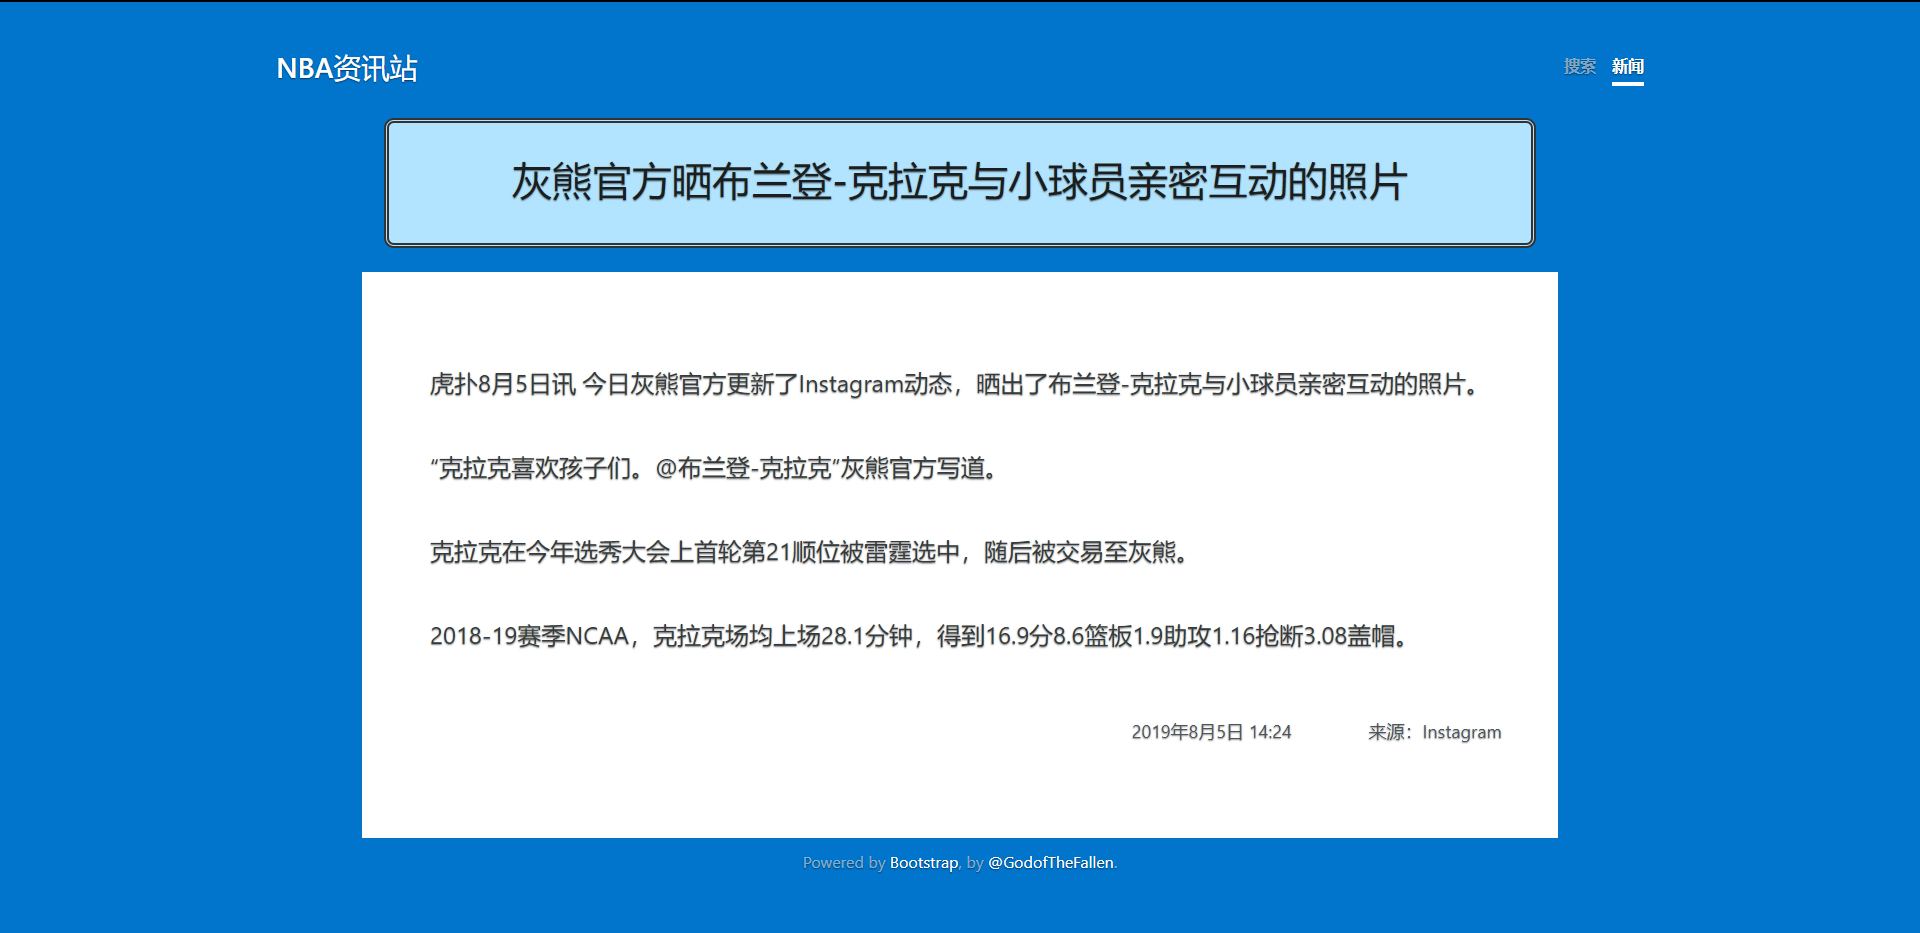 NBA资讯站
搜索 新闻
灰熊官方晒布兰登-克拉克与小球员亲密互动的照片
虎扑8月5日讯 今日灰熊官方更新了Instagram动态，晒出了布兰登-克拉克与小球员亲密互动的照片。
“克拉克喜欢孩子们。@布兰登-克拉克”灰熊官方写道。
克拉克在今年选秀大会上首轮第21顺位被雷霆选中，随后被交易至灰熊。
2018-19赛季NCAA，克拉克场均上场28.1分钟，得到16.9分8.6篮板1.9助攻1.16抢断3.08盖帽。
2019年8月5日 14:24 来源：Instagram
Powered by Bootstrap, by @GodofTheFallen.